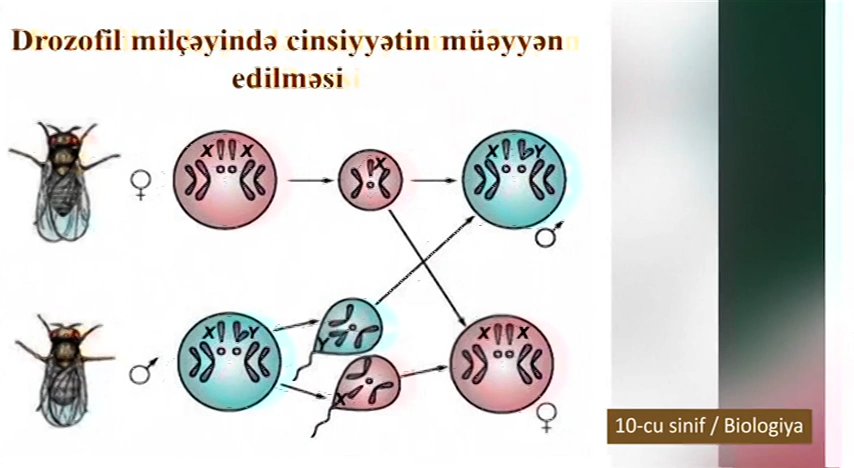 Drozofil milçəyində cinsiyyətin müəyyən
edilməsi
X X
X
X Y
♀
♂
X Y
Y
X X
♂
X
♀
10-cu sinif / Biologiya